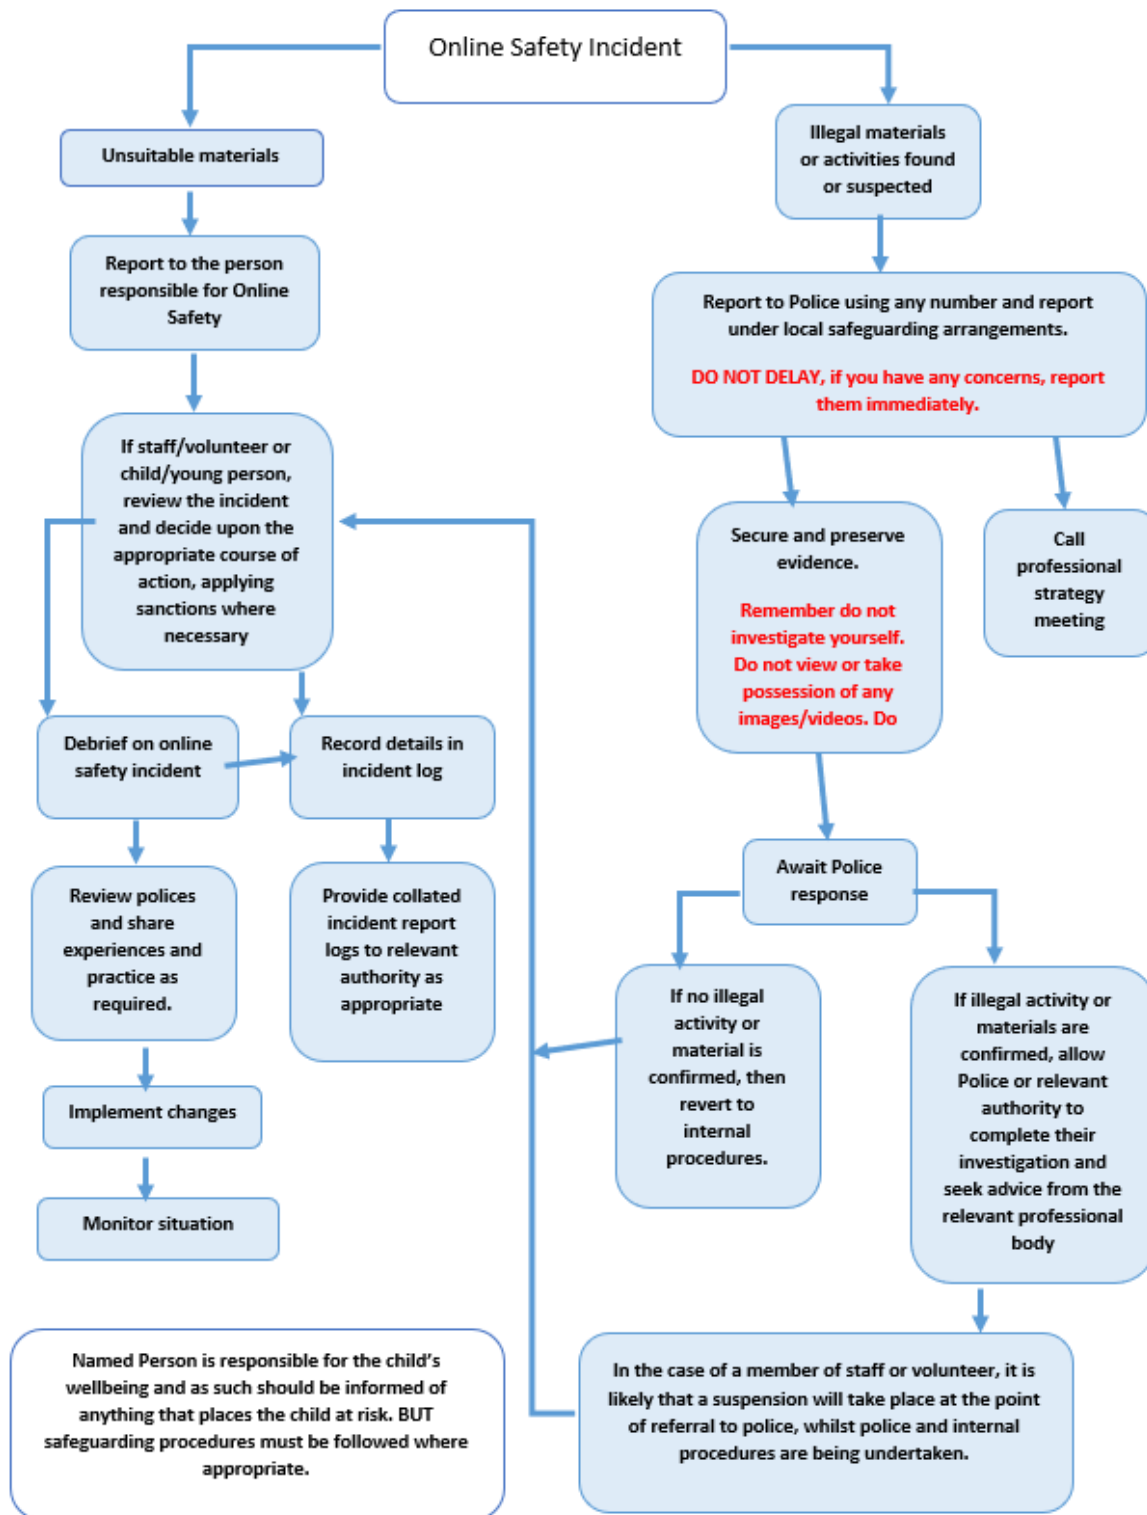 Online Safety Incident
Unsuitable materials
Illegal materials
or activities found
or suspected
Report to the person
responsible for Online
Safety
Report to Police using any number and report
under local safeguarding arrangements.
DO NOT DELAY, if you have any concerns, report
them immediately.
If staff/volunteer or
child/young person,
review the incident
and decide upon the
appropriate course of
action, applying
sanctions where
necessary
Secure and preserve
evidence.
Remember do not
investigate yourself.
Do not view or take
possession of any
images/videos. Do
Call
professional
strategy
meeting
Debrief on online
safety incident
Record details in
incident log
Await Police
response
Review polices
and share
experiences and
practice as
required.
Provide collated
incident report
logs to relevant
authority as
appropriate
If no illegal
activity or
material is
confirmed, then
revert to
internal
procedures.
If illegal activity or
materials are
confirmed, allow
Police or relevant
authority to
complete their
investigation and
seek advice from the
relevant professional
body
Implement changes
Monitor situation
Named Person is responsible for the child’s
wellbeing and as such should be informed of
anything that places the child at risk. BUT
safeguarding procedures must be followed where
appropriate.
In the case of a member of staff or volunteer, it is
likely that a suspension will take place at the point
of referral to police, whilst police and internal
procedures are being undertaken.